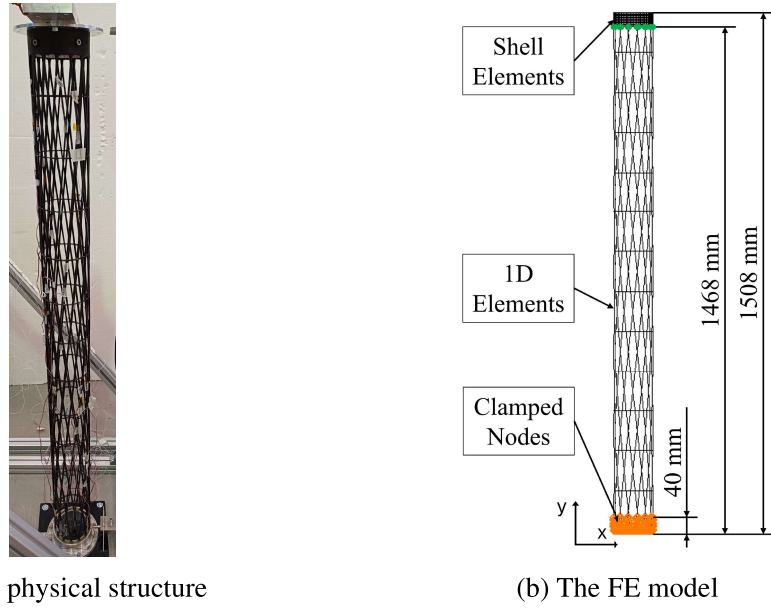 Shell
Elements
1D
Elements
Clamped
Nodes
1468 mm
1508 mm
40 mm
y
x
physical structure
(b) The FE model